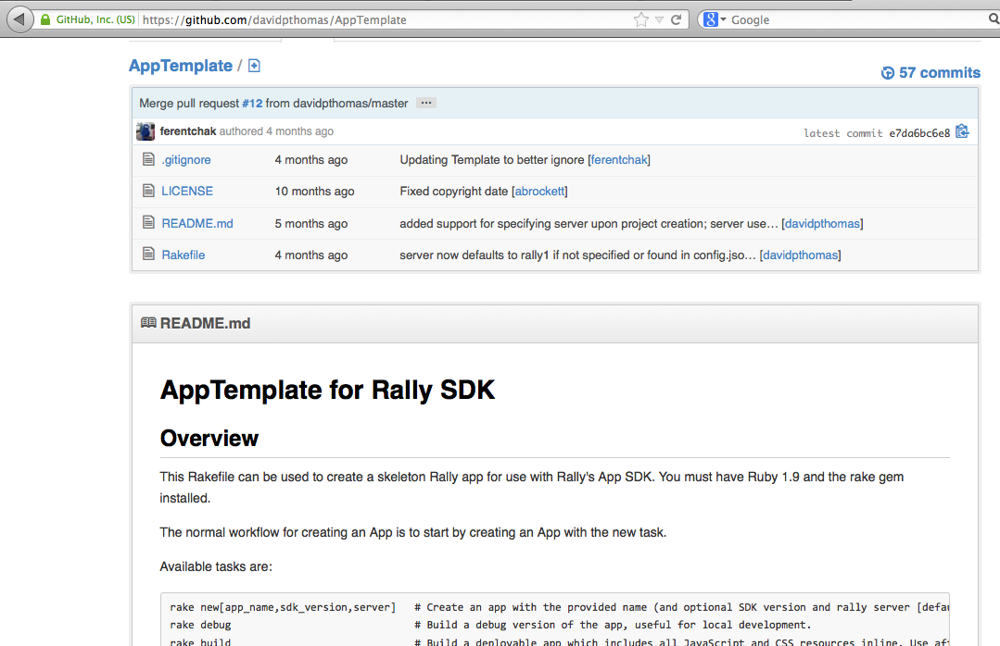 GitHub, Inc. (US) https://github.com/davidpthomas/AppTemplate Google
AppTemplate /
57 commits
Merge pull request #12 from davidpthomas/master ...
ferentchak authored 4 months ago latest commit e7da6bc6e8
.gitignore 4 months ago Updating Template to better ignore [ferentchak]
LICENSE 10 months ago Fixed copyright date [abrockett]
README.md 5 months ago added support for specifying server upon project creation; server use… [davidpthomas]
Rakefile 4 months ago server now defaults to rally1 if not specified or found in config.jso… [davidpthomas]
README.md
AppTemplate for Rally SDK
Overview
This Rakefile can be used to create a skeleton Rally app for use with Rally's App SDK. You must have Ruby 1.9 and the rake gem
installed.
The normal workflow for creating an App is to start by creating an App with the new task.
Available tasks are:
rake new[app_name,sdk_version,server] # Create an app with the provided name (and optional SDK version and rally server [defau
rake debug # Build a debug version of the app, useful for local development.
rake build # Build a deployable app which includes all JavaScript and CSS resources inline. Use aft